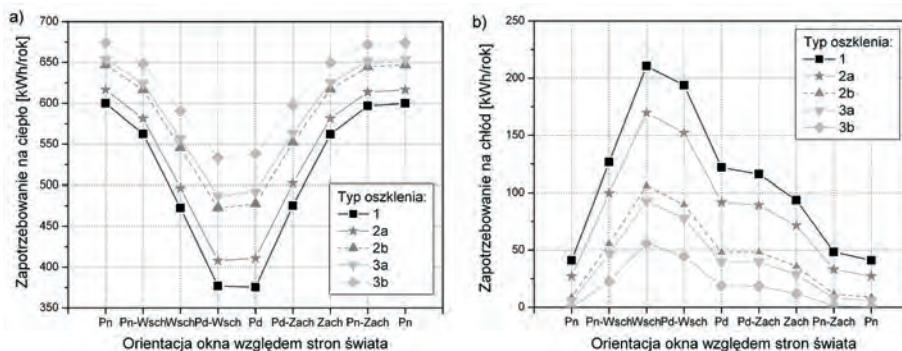 a)
Zapotrzebowanie na ciepło [kWh/rok]
700
650
600
550
500
450
400
350
Typ oszklenia:
1
2a
2b
3a
3b
Pn Pn-Wsch Wsch Pd-Wsch Pd Pd-Zach Zach Pn-Zach Pn
Orientacja okna względem stron świata
b)
Zapotrzebowanie na chłód [kWh/rok]
250
200
150
100
50
0
Typ oszklenia:
1
2a
2b
3a
3b
Pn Pn-Wsch Wsch Pd-Wsch Pd Pd-Zach Zach Pn-Zach Pn
Orientacja okna względem stron świata